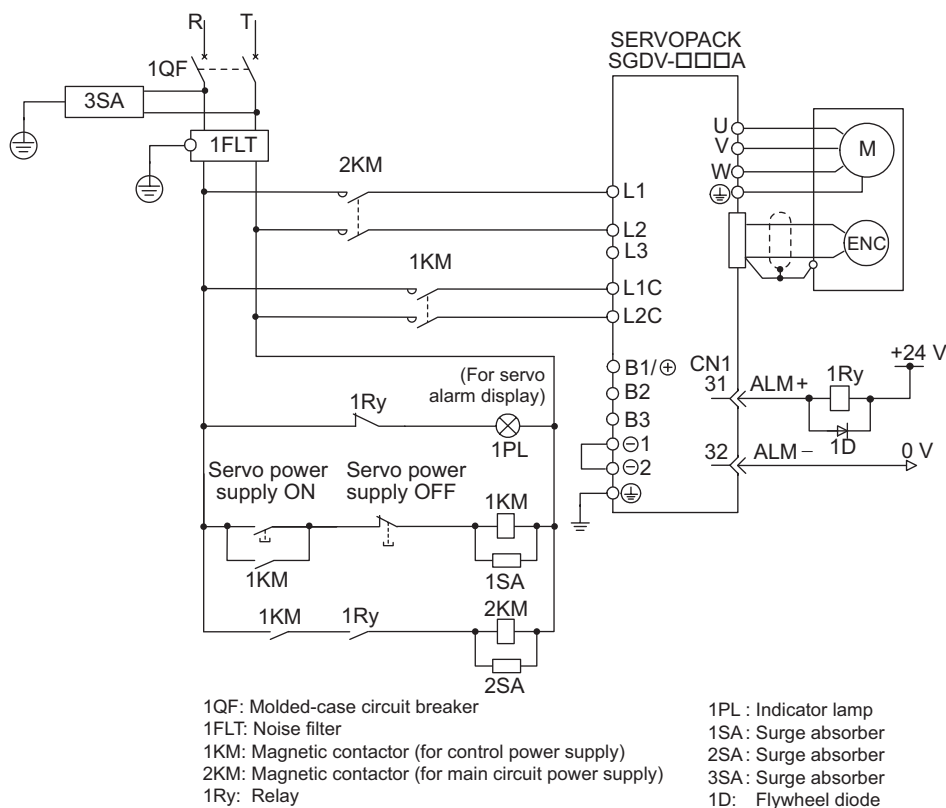 R T
SERVOPACK
SGDV-□□□A
1QF
3SA
1FLT
U
V
W
M
2KM
L1
L2
L3
ENC
1KM
L1C
L2C
B1/⊕
B2
B3
⊖1
⊖2
CN1
31 ALM+
1Ry
+24 V
1D
32 ALM−
0 V
(For servo
alarm display)
1Ry
1PL
Servo power
supply ON
Servo power
supply OFF
1KM
1KM
1SA
1KM
1Ry
2KM
2SA
1QF: Molded-case circuit breaker
1FLT: Noise filter
1KM: Magnetic contactor (for control power supply)
2KM: Magnetic contactor (for main circuit power supply)
1Ry: Relay
1PL : Indicator lamp
1SA : Surge absorber
2SA : Surge absorber
3SA : Surge absorber
1D: Flywheel diode